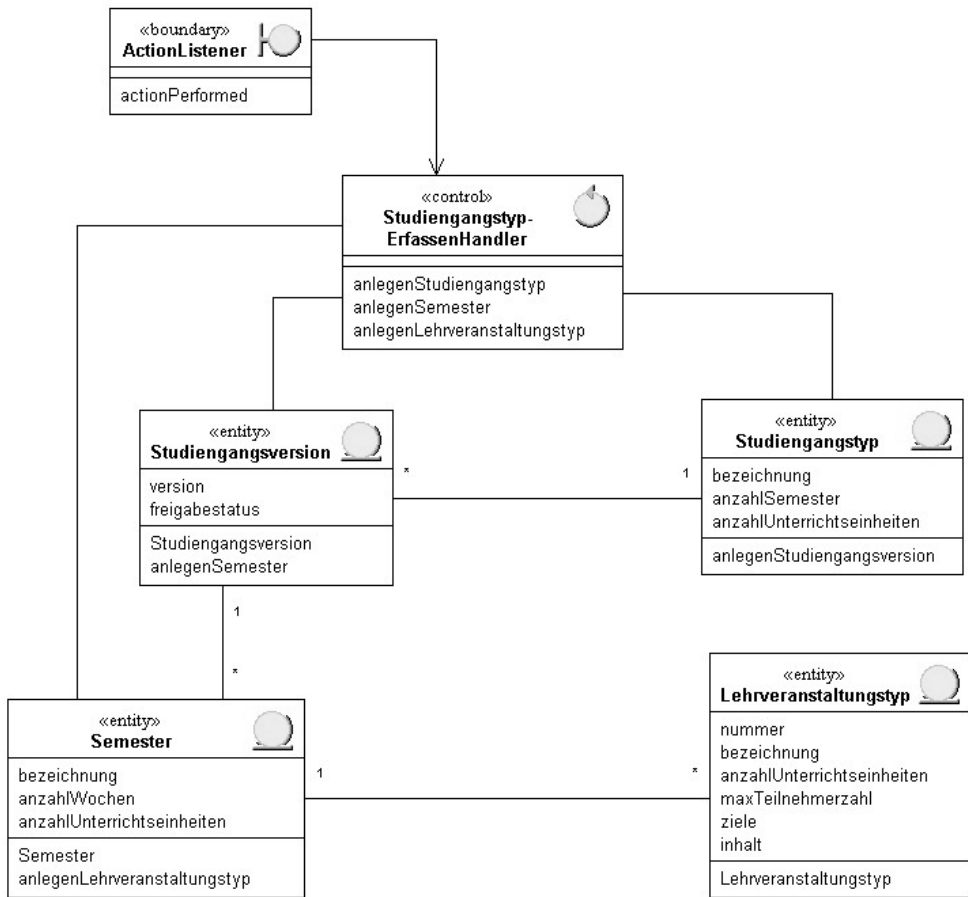 «boundary»
ActionListener
actionPerformed
«control»
Studiengangstyp-
ErfassenHandler
anlegenStudiengangstyp
anlegenSemester
anlegenLehrveranstaltungstyp
«entity»
Studiengangsversion
version
freigabestatus
Studiengangsversion
anlegenSemester
*
1
«entity»
Studiengangstyp
bezeichnung
anzahlSemester
anzahlUnterrichtseinheiten
anlegenStudiengangsversion
1
*
«entity»
Semester
bezeichnung
anzahlWochen
anzahlUnterrichtseinheiten
Semester
anlegenLehrveranstaltungstyp
1
*
«entity»
Lehrveranstaltungstyp
nummer
bezeichnung
anzahlUnterrichtseinheiten
maxTeilnehmerzahl
ziele
inhalt
Lehrveranstaltungstyp